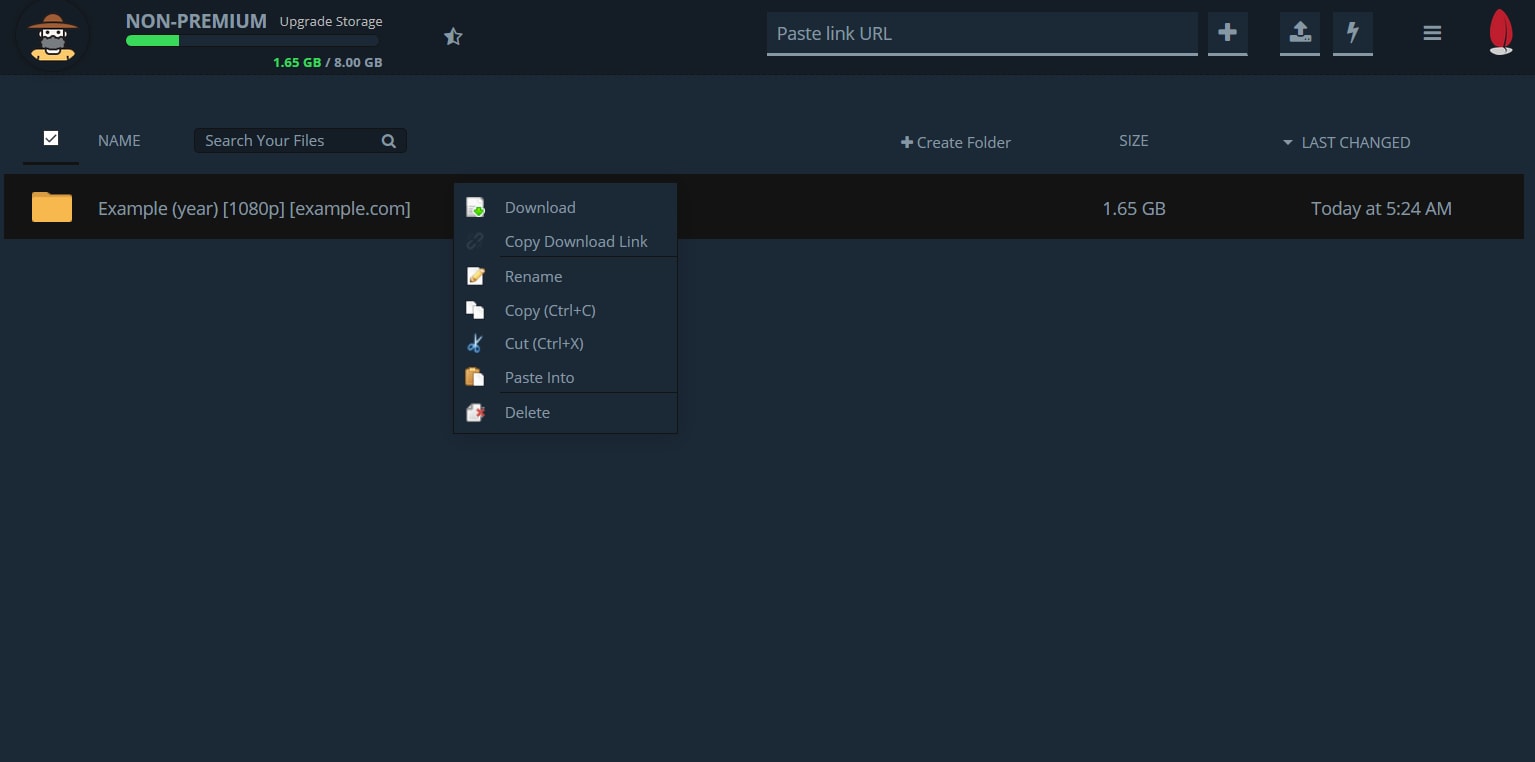 NON-PREMIUM Upgrade Storage
1.65 GB / 8.00 GB
Paste link URL
NAME
Search Your Files
Create Folder
SIZE
LAST CHANGED
Example (year) [1080p] [example.com]
1.65 GB
Today at 5:24 AM
Download
Copy Download Link
Rename
Copy (Ctrl+C)
Cut (Ctrl+X)
Paste Into
Delete